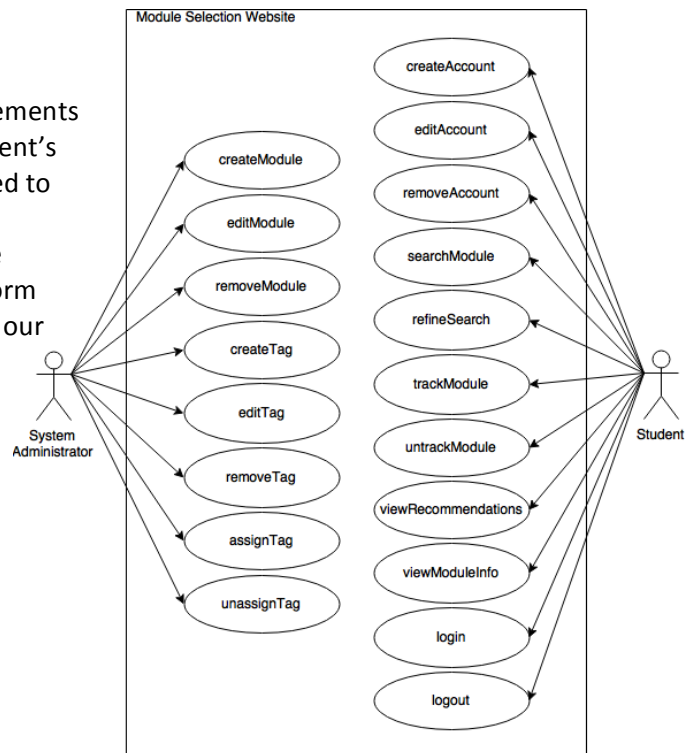 Module Selection Website
ements
ent's
ed to
e
orm
our
createModule
editModule
removeModule
createTag
editTag
removeTag
assignTag
unassignTag
System
Administrator
createAccount
editAccount
removeAccount
searchModule
refineSearch
trackModule
untrackModule
viewRecommendations
viewModuleInfo
login
logout
Student